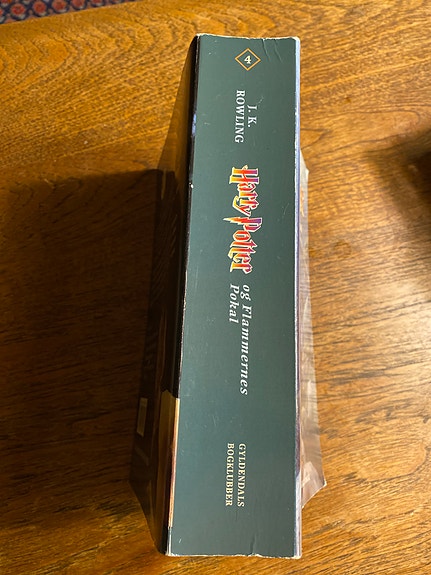 4
J. K.
ROWLING
Harry Potter
og Flammernes
Pokal
GYLDENDALS
BOGKLUBBER